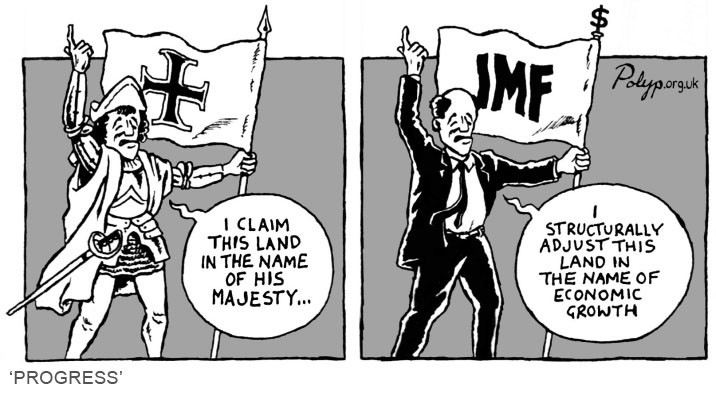 I CLAIM
THIS LAND
IN THE NAME
OF HIS
MAJESTY...
$
IMF
Polyp.org.uk
I
STRUCTURALLY
ADJUST THIS
LAND IN
THE NAME OF
ECONOMIC
GROWTH
'PROGRESS'